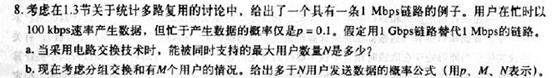 8. 考虑在1.3节关于统计多路复用的讨论中，给出了一个具有一条1 Mbps链路的例子。用户在忙时以
100 kbps速率产生数据，但忙于产生数据的概率仅是p = 0.1。假定用1 Gbps链路替代1 Mbps的链路。
a. 当采用电路交换技术时，能被同时支持的最大用户数量N是多少？
b. 现在考虑分组交换和有M个用户的情况。给出多于N用户发送数据的概率公式（用p、M、N表示）。